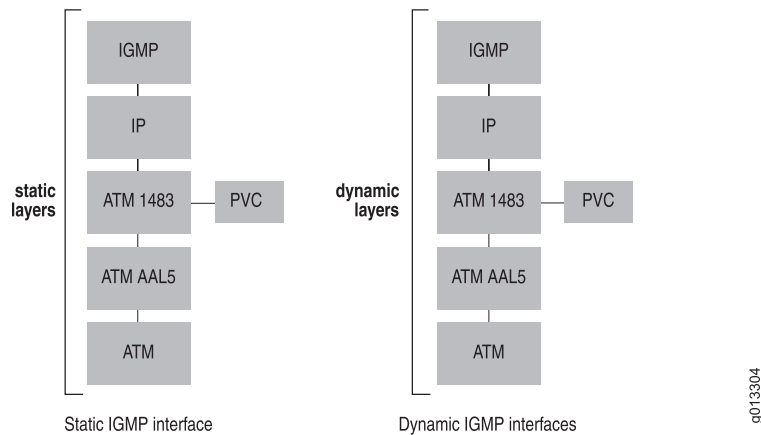 IGMP
IP
static
layers
ATM 1483
PVC
ATM AAL5
ATM
Static IGMP interface
IGMP
IP
dynamic
layers
ATM 1483
PVC
ATM AAL5
ATM
Dynamic IGMP interfaces
g013304